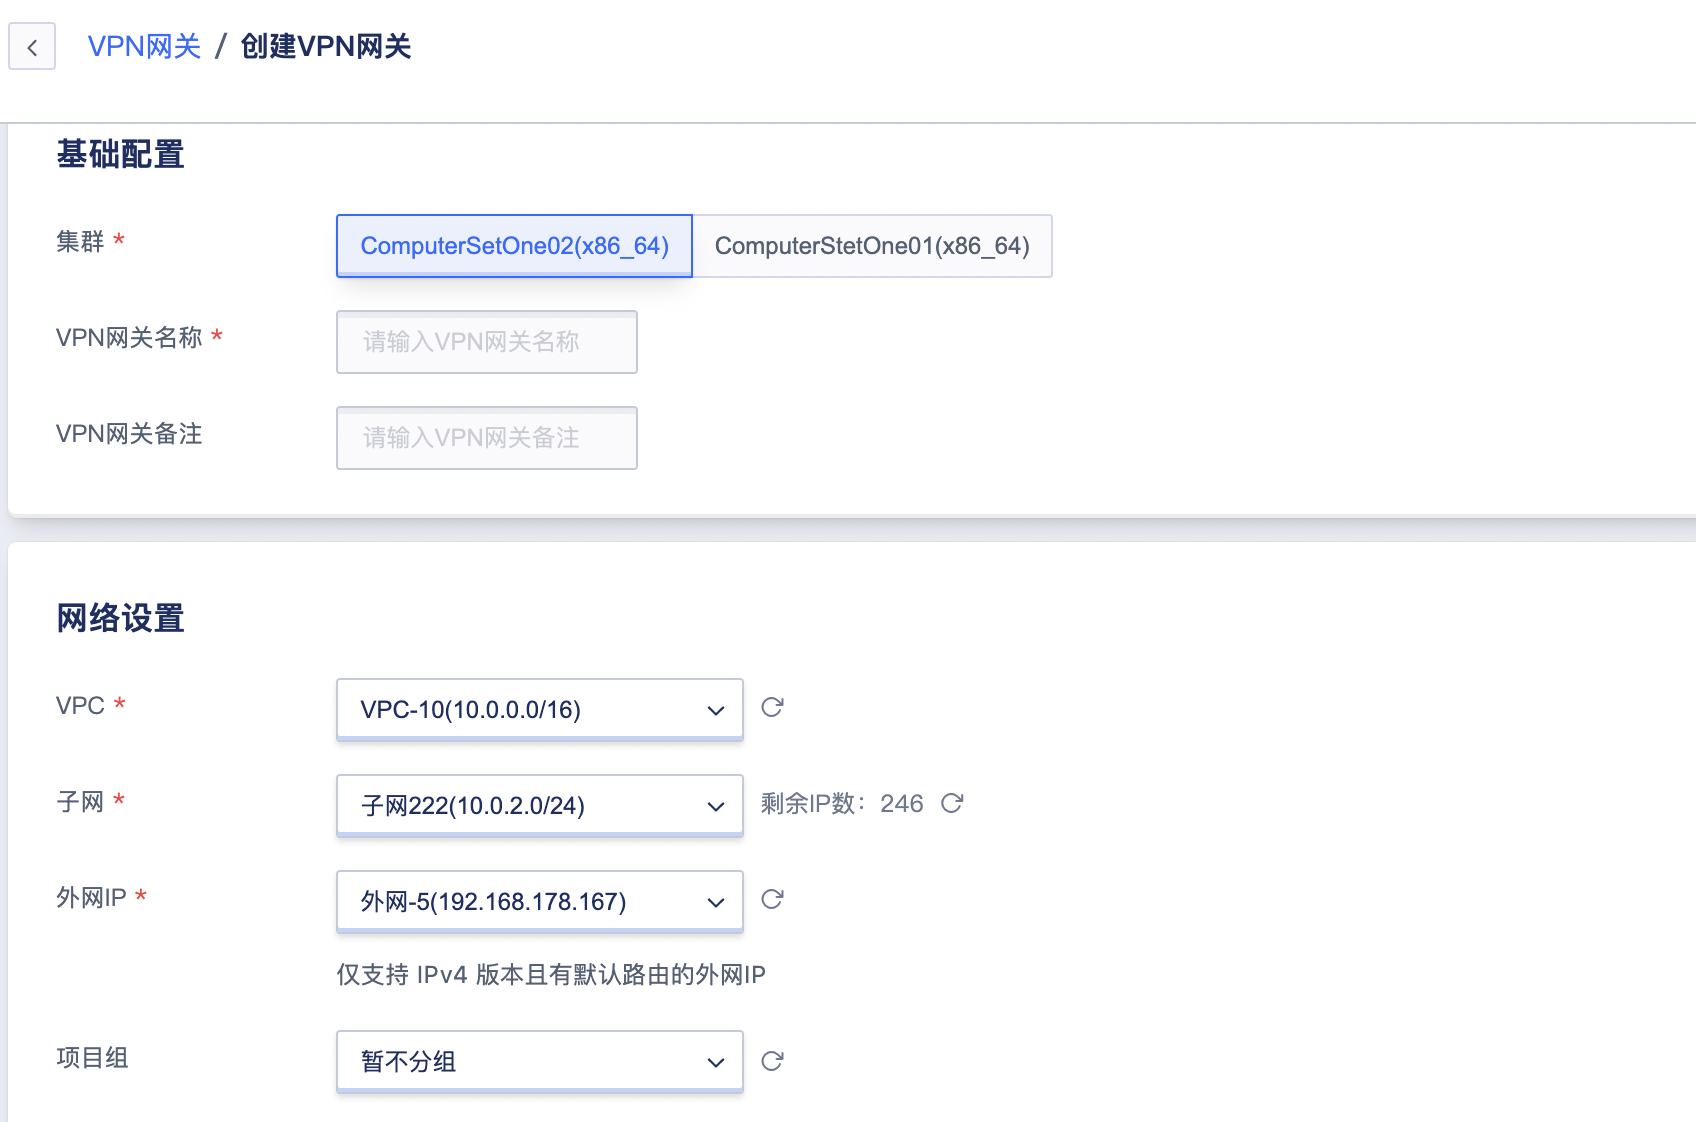 VPN网关 / 创建VPN网关
基础配置
集群 * ComputerSetOne02(x86_64) ComputerStetOne01(x86_64)
VPN网关名称 * 请输入VPN网关名称
VPN网关备注 请输入VPN网关备注
网络设置
VPC * VPC-10(10.0.0.0/16)
子网 * 子网222(10.0.2.0/24) 剩余IP数： 246
外网IP * 外网-5(192.168.178.167)
仅支持 IPv4 版本且有默认路由的外网IP
项目组 暂不分组